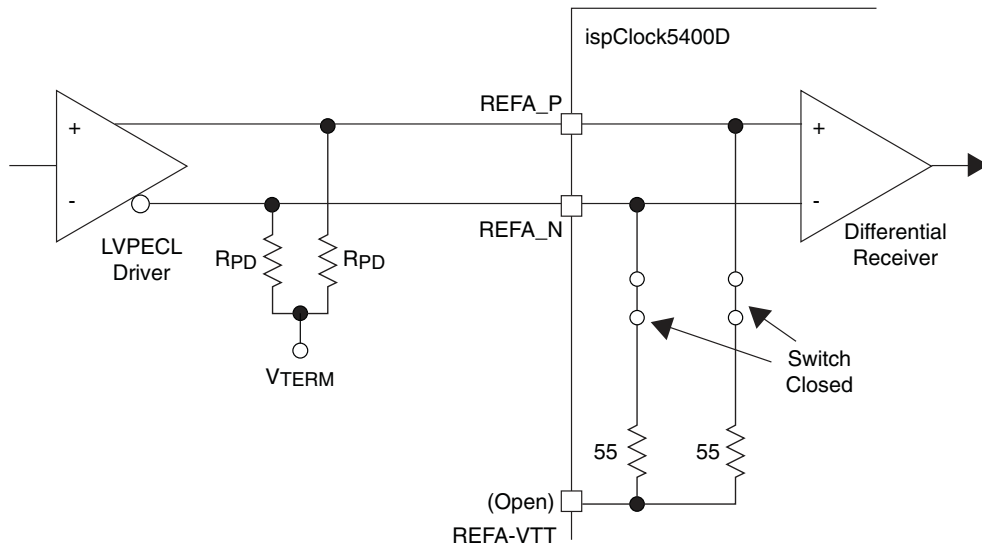 ispClock5400D
REFA_P
+
+
-
-
REFA_N
LVPECL
Driver
RPD
RPD
Differential
Receiver
VTERM
Switch
Closed
55
55
(Open)
REFA-VTT